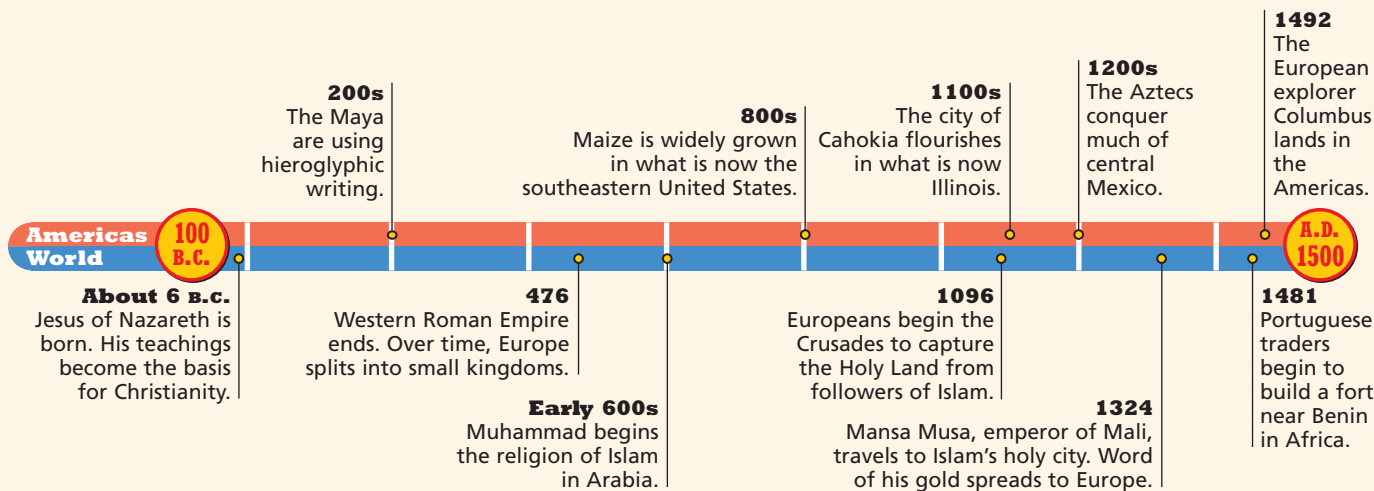 200s
The Maya
are using
hieroglyphic
writing.
800s
Maize is widely grown
in what is now the
southeastern United States.
1100s
The city of
Cahokia flourishes
in what is now
Illinois.
1200s
The Aztecs
conquer
much of
central
Mexico.
1492
The
European
explorer
Columbus
lands in
the
Americas.
Americas
World
100
B.C.
A.D.
1500
About 6 B.C.
Jesus of Nazareth is
born. His teachings
become the basis
for Christianity.
476
Western Roman Empire
ends. Over time, Europe
splits into small kingdoms.
Early 600s
Muhammad begins
the religion of Islam
in Arabia.
1096
Europeans begin the
Crusades to capture
the Holy Land from
followers of Islam.
1324
Mansa Musa, emperor of Mali,
travels to Islam’s holy city. Word
of his gold spreads to Europe.
1481
Portuguese
traders
begin to
build a fort
near Benin
in Africa.